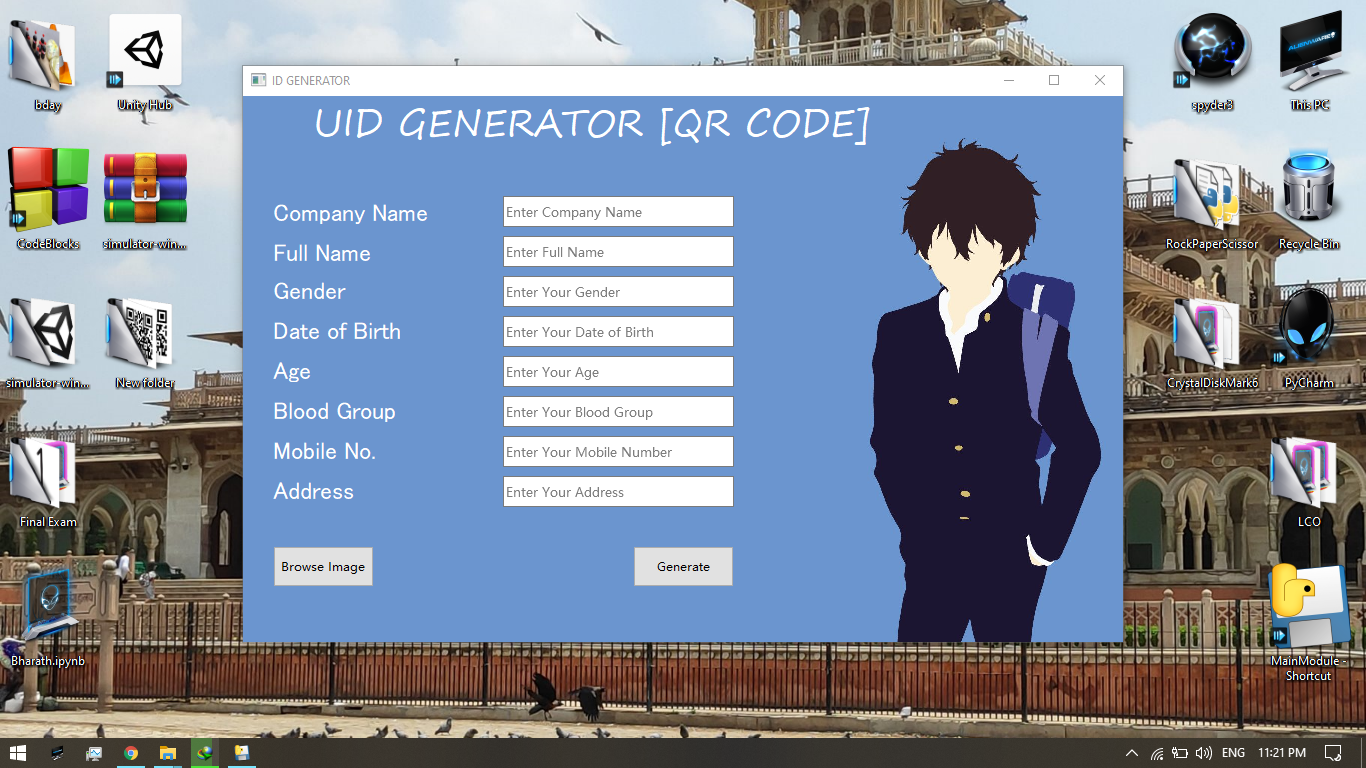 bday
Unity Hub
CodeBlocks
simulator-win...
simulator-win...
New folder
Final Exam
Bharath.ipynb
ID GENERATOR
UID GENERATOR [QR CODE]
Company Name
Enter Company Name
Full Name
Enter Full Name
Gender
Enter Your Gender
Date of Birth
Enter Your Date of Birth
Age
Enter Your Age
Blood Group
Enter Your Blood Group
Mobile No.
Enter Your Mobile Number
Address
Enter Your Address
Browse Image
Generate
spyder3
ALIENWARE
This PC
RockPaperScissor
Recycle Bin
CrystalDiskMark6
PyCharm
LCO
MainModule -
Shortcut
ENG
11:21 PM